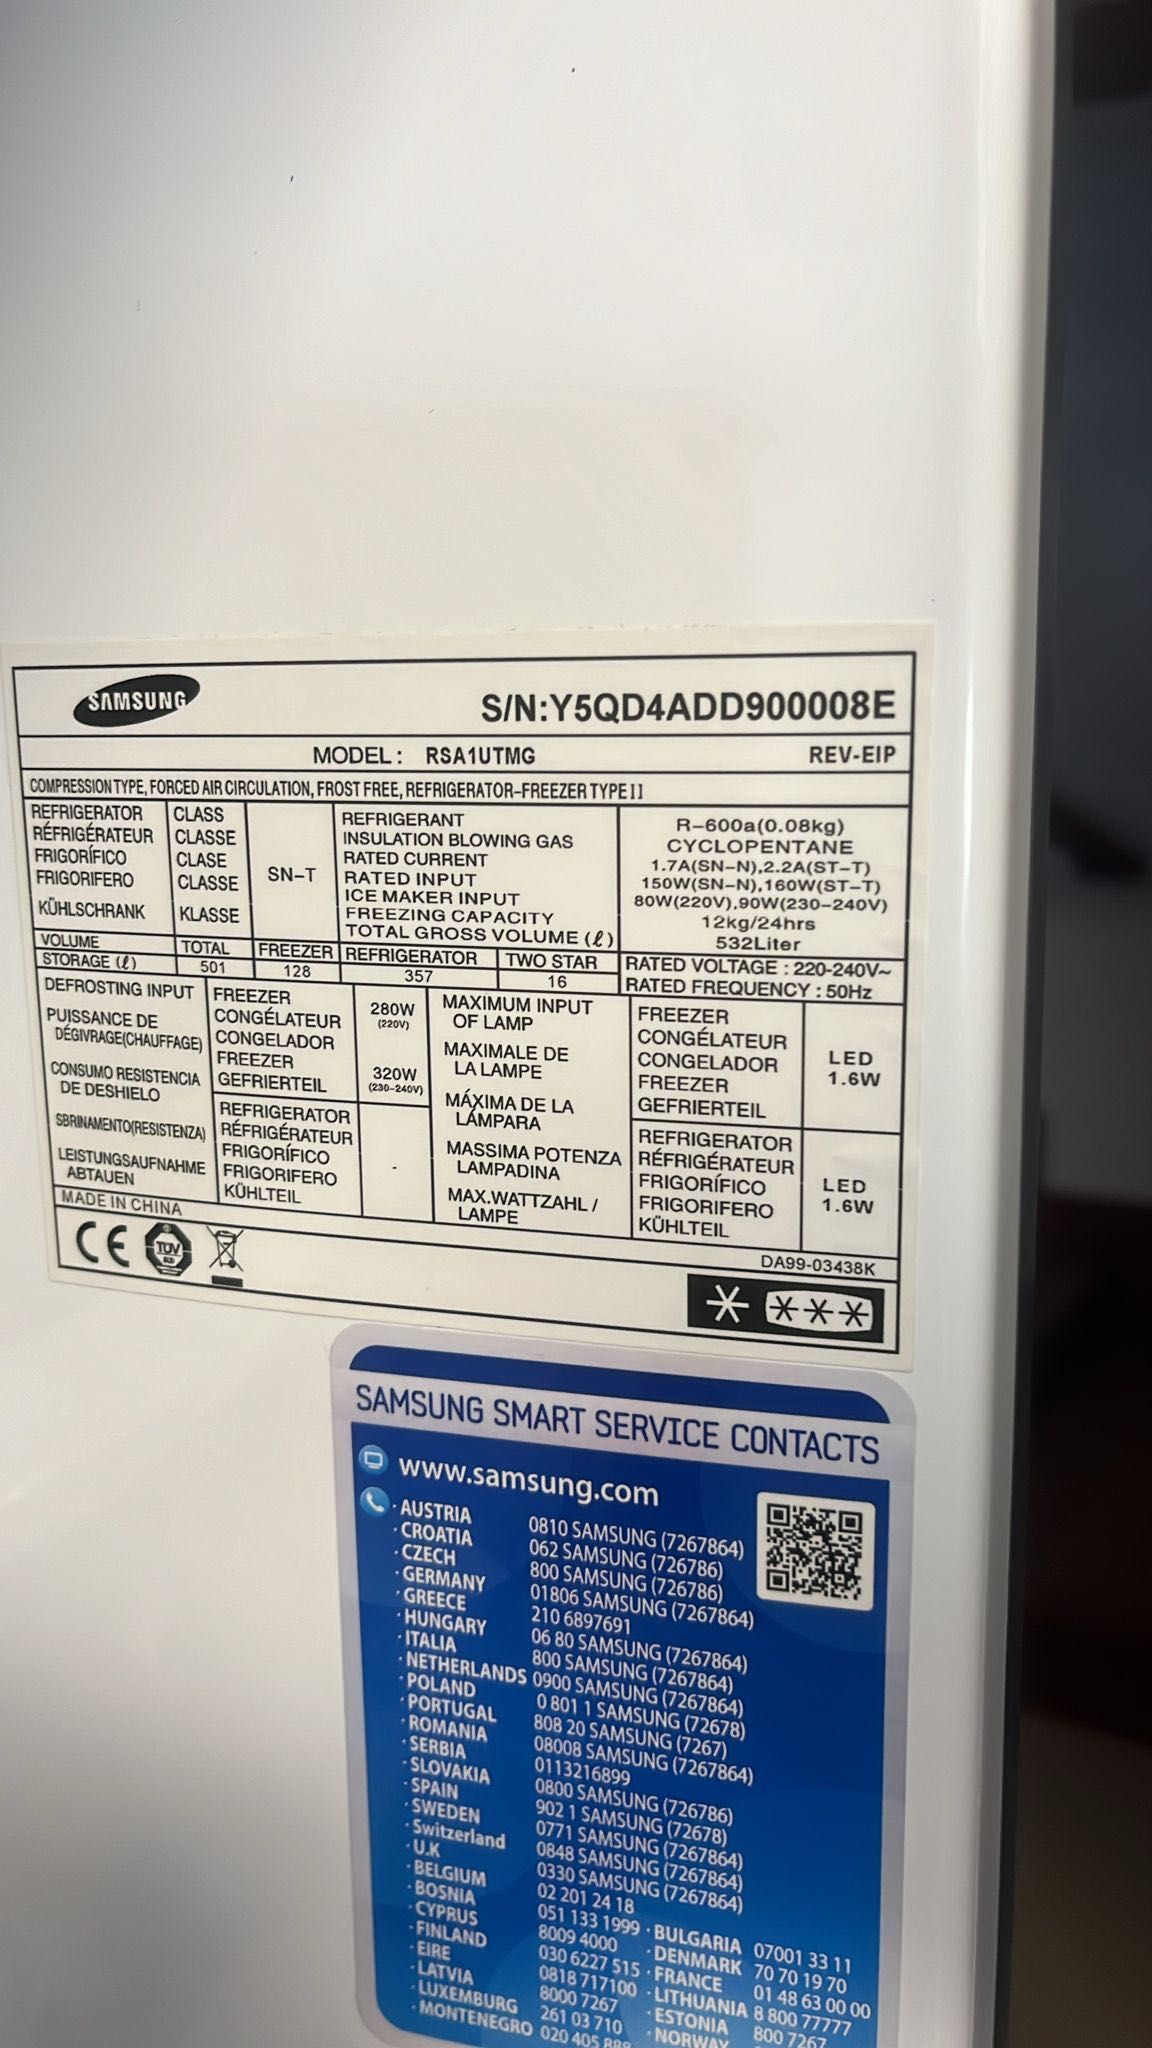 SAMSUNG
S/N:Y5QD4ADD900008E
MODEL : RSA1UTMG REV-EIP
COMPRESSION TYPE, FORCED AIR CIRCULATION, FROST FREE, REFRIGERATOR-FREEZER TYPE II
REFRIGERATOR CLASS
RÉFRIGÉRATEUR CLASSE
FRIGORÍFICO CLASE
FRIGORIFERO CLASSE
KÜHLSCHRANK KLASSE
SN-T
REFRIGERANT R-600a(0.08kg)
INSULATION BLOWING GAS CYCLOPENTANE
RATED CURRENT 1.7A(SN-N),2.2A(ST-T)
RATED INPUT 150W(SN-N),160W(ST-T)
ICE MAKER INPUT 80W(220V),90W(230-240V)
FREEZING CAPACITY 12kg/24hrs
TOTAL GROSS VOLUME (ℓ) 532Liter
VOLUME TOTAL FREEZER REFRIGERATOR TWO STAR
STORAGE (ℓ) 501 128 357 16
RATED VOLTAGE : 220-240V~
RATED FREQUENCY : 50Hz
DEFROSTING INPUT
PUISSANCE DE
DÉGIVRAGE(CHAUFFAGE)
CONSUMO RESISTENCIA
DE DESHIELO
SBRINAMENTO(RESISTENZA)
LEISTUNGSAUFNAHME
ABTAUEN
FREEZER
CONGÉLATEUR
CONGELADOR
FREEZER
GEFRIERTEIL
280W
(220V)
320W
(230-240V)
REFRIGERATOR
RÉFRIGÉRATEUR
FRIGORÍFICO
FRIGORIFERO
KÜHLTEIL
-
MAXIMUM INPUT
OF LAMP
MAXIMALE DE
LA LAMPE
MÁXIMA DE LA
LÁMPARA
MASSIMA POTENZA
LAMPADINA
MAX.WATTZAHL /
LAMPE
FREEZER
CONGÉLATEUR
CONGELADOR
FREEZER
GEFRIERTEIL
LED
1.6W
REFRIGERATOR
RÉFRIGÉRATEUR
FRIGORÍFICO
FRIGORIFERO
KÜHLTEIL
LED
1.6W
MADE IN CHINA
DA99-03438K
CE TÜV
SAMSUNG SMART SERVICE CONTACTS
www.samsung.com
· AUSTRIA 0810 SAMSUNG (7267864)
· CROATIA 062 SAMSUNG (726786)
· CZECH 800 SAMSUNG (726786)
· GERMANY 01806 SAMSUNG (7267864)
· GREECE 210 6897691
· HUNGARY 06 80 SAMSUNG (7267864)
· ITALIA 800 SAMSUNG (7267864)
· NETHERLANDS 0900 SAMSUNG (7267864)
· POLAND 0 801 1 SAMSUNG (72678)
· PORTUGAL 808 20 SAMSUNG (7267)
· ROMANIA 08008 SAMSUNG (7267864)
· SERBIA 0113216899
· SLOVAKIA 0800 SAMSUNG (726786)
· SPAIN 902 1 SAMSUNG (72678)
· SWEDEN 0771 SAMSUNG (7267864)
· Switzerland 0848 SAMSUNG (7267864)
· U.K 0330 SAMSUNG (7267864)
· BELGIUM 02 201 24 18
· BOSNIA 051 133 1999
· CYPRUS 8009 4000
· FINLAND 030 6227 515
· EIRE 0818 717100
· LATVIA 8000 7267
· LUXEMBURG 261 03 710
· MONTENEGRO 020 405 888
· BULGARIA 07001 33 11
· DENMARK 70 70 19 70
· FRANCE 01 48 63 00 00
· LITHUANIA 8 800 77777
· ESTONIA 800 7267
· NORWAY